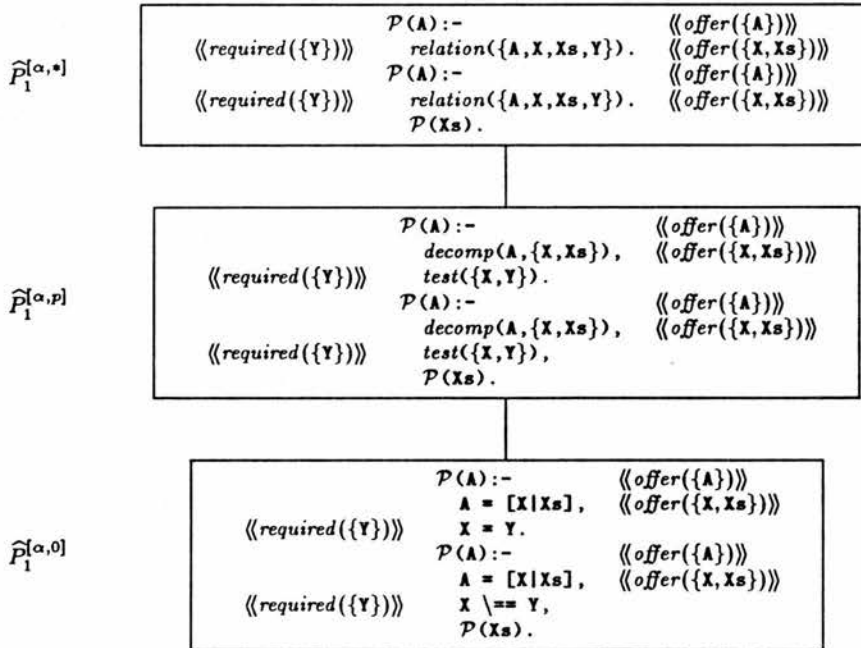 𝒫(A):- ⟪offer({A})⟫
⟪required({Y})⟫ relation({A,X,Xs,Y}). ⟪offer({X,Xs})⟫
P̂₁^[α,*] 𝒫(A):- ⟪offer({A})⟫
⟪required({Y})⟫ relation({A,X,Xs,Y}). ⟪offer({X,Xs})⟫
𝒫(Xs).
𝒫(A):- ⟪offer({A})⟫
decomp(A,{X,Xs}), ⟪offer({X,Xs})⟫
⟪required({Y})⟫ test({X,Y}).
P̂₁^[α,p] 𝒫(A):- ⟪offer({A})⟫
decomp(A,{X,Xs}), ⟪offer({X,Xs})⟫
⟪required({Y})⟫ test({X,Y}),
𝒫(Xs).
𝒫(A):- ⟪offer({A})⟫
A = [X|Xs], ⟪offer({X,Xs})⟫
⟪required({Y})⟫ X = Y.
P̂₁^[α,0] 𝒫(A):- ⟪offer({A})⟫
A = [X|Xs], ⟪offer({X,Xs})⟫
⟪required({Y})⟫ X \== Y,
𝒫(Xs).